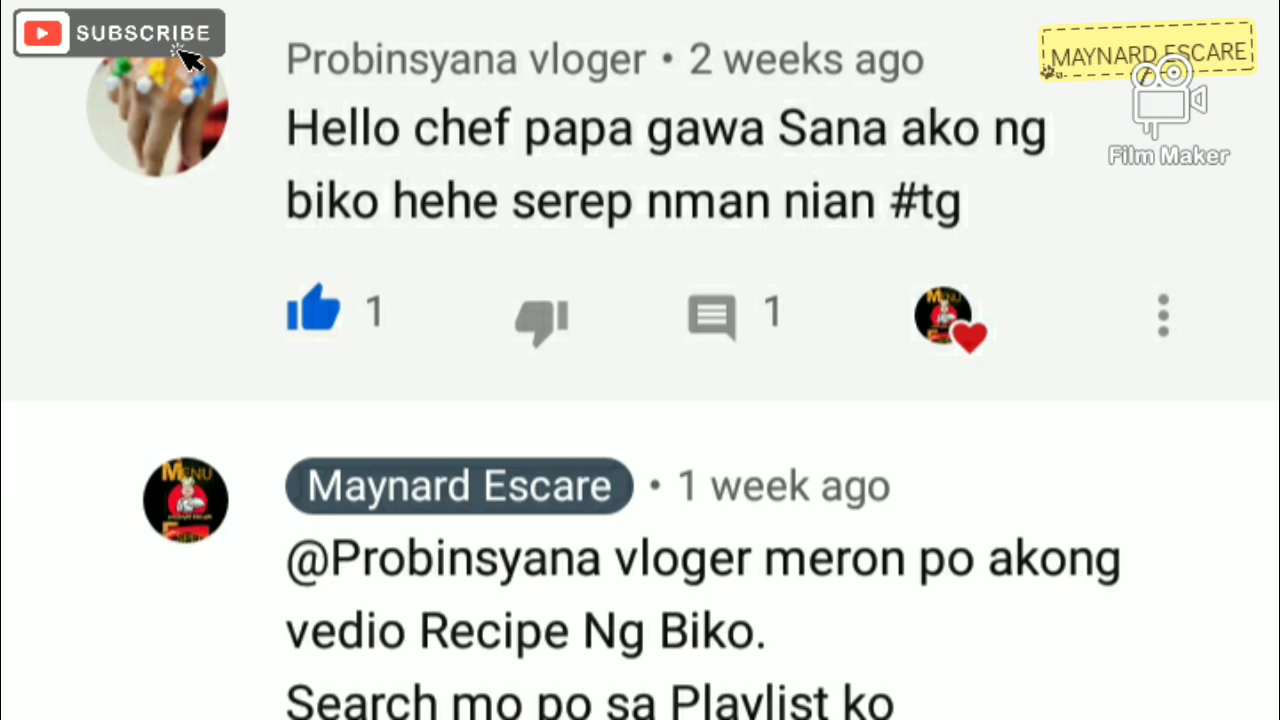 SUBSCRIBE
MAYNARD ESCARE
Film Maker
Probinsyana vloger • 2 weeks ago
Hello chef papa gawa Sana ako ng
biko hehe serep nman nian #tg
1
1
MENU
Maynard Escare • 1 week ago
@Probinsyana vloger meron po akong
vedio Recipe Ng Biko.
Search mo po sa Playlist ko